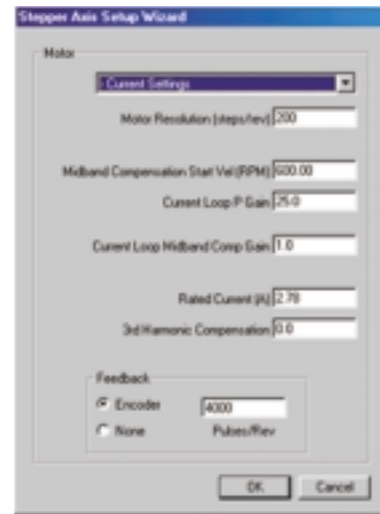 Stepper Axis Setup Wizard
Motor
Current Settings
Motor Resolution (steps/rev) 200
Midband Compensation Start Vel(RPM) 600.00
Current Loop P Gain 25.0
Current Loop Midband Comp Gain 1.0
Rated Current (A) 2.78
3rd Harmonic Compensation 0.0
Feedback
Encoder 4000
None Pulses/Rev
OK Cancel